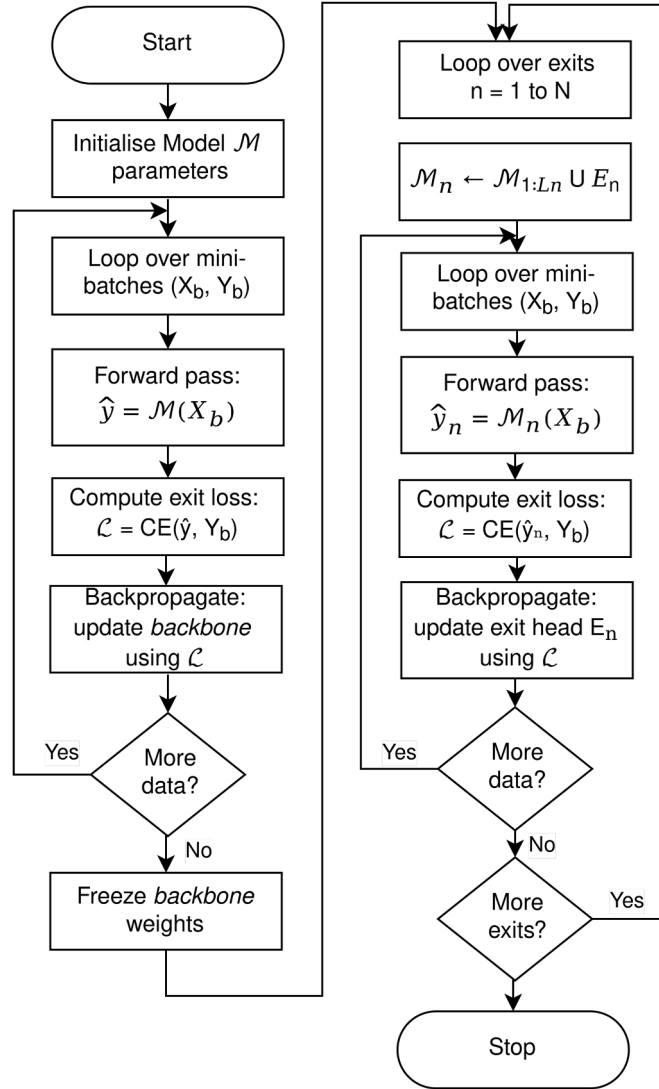 Start
Initialise Model ℳ
parameters
Loop over mini-
batches (X_b, Y_b)
Forward pass:
ŷ = ℳ(X_b)
Compute exit loss:
ℒ = CE(ŷ, Y_b)
Backpropagate:
update backbone
using ℒ
Yes
More
data?
No
Freeze backbone
weights
Loop over exits
n = 1 to N
ℳ_n ← ℳ_{1:Ln} ∪ E_n
Loop over mini-
batches (X_b, Y_b)
Forward pass:
ŷ_n = ℳ_n(X_b)
Compute exit loss:
ℒ = CE(ŷ_n, Y_b)
Backpropagate:
update exit head E_n
using ℒ
Yes
More
data?
No
More
exits?
Yes
Stop